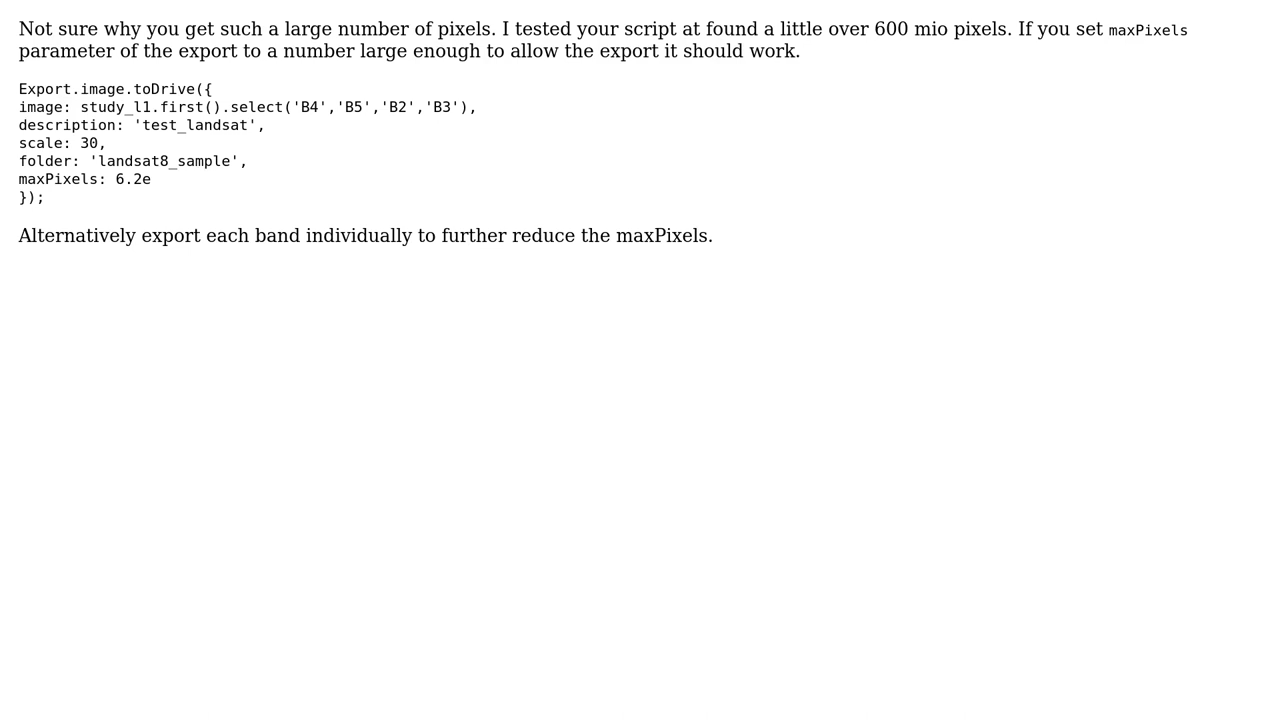 Not sure why you get such a large number of pixels. I tested your script at found a little over 600 mio pixels. If you set maxPixels
parameter of the export to a number large enough to allow the export it should work.
Export.image.toDrive({
image: study_l1.first().select('B4','B5','B2','B3'),
description: 'test_landsat',
scale: 30,
folder: 'landsat8_sample',
maxPixels: 6.2e
});
Alternatively export each band individually to further reduce the maxPixels.